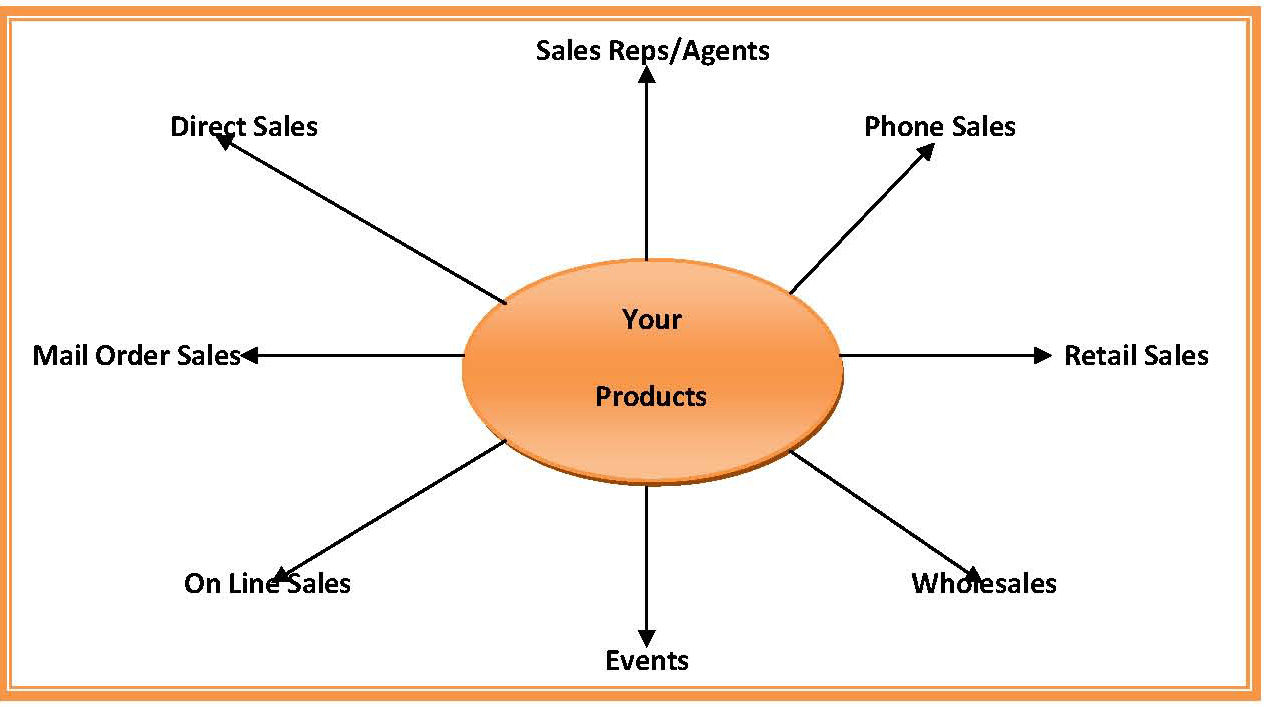 Sales Reps/Agents
Direct Sales
Phone Sales
Your
Products
Mail Order Sales
Retail Sales
On Line Sales
Wholesales
Events